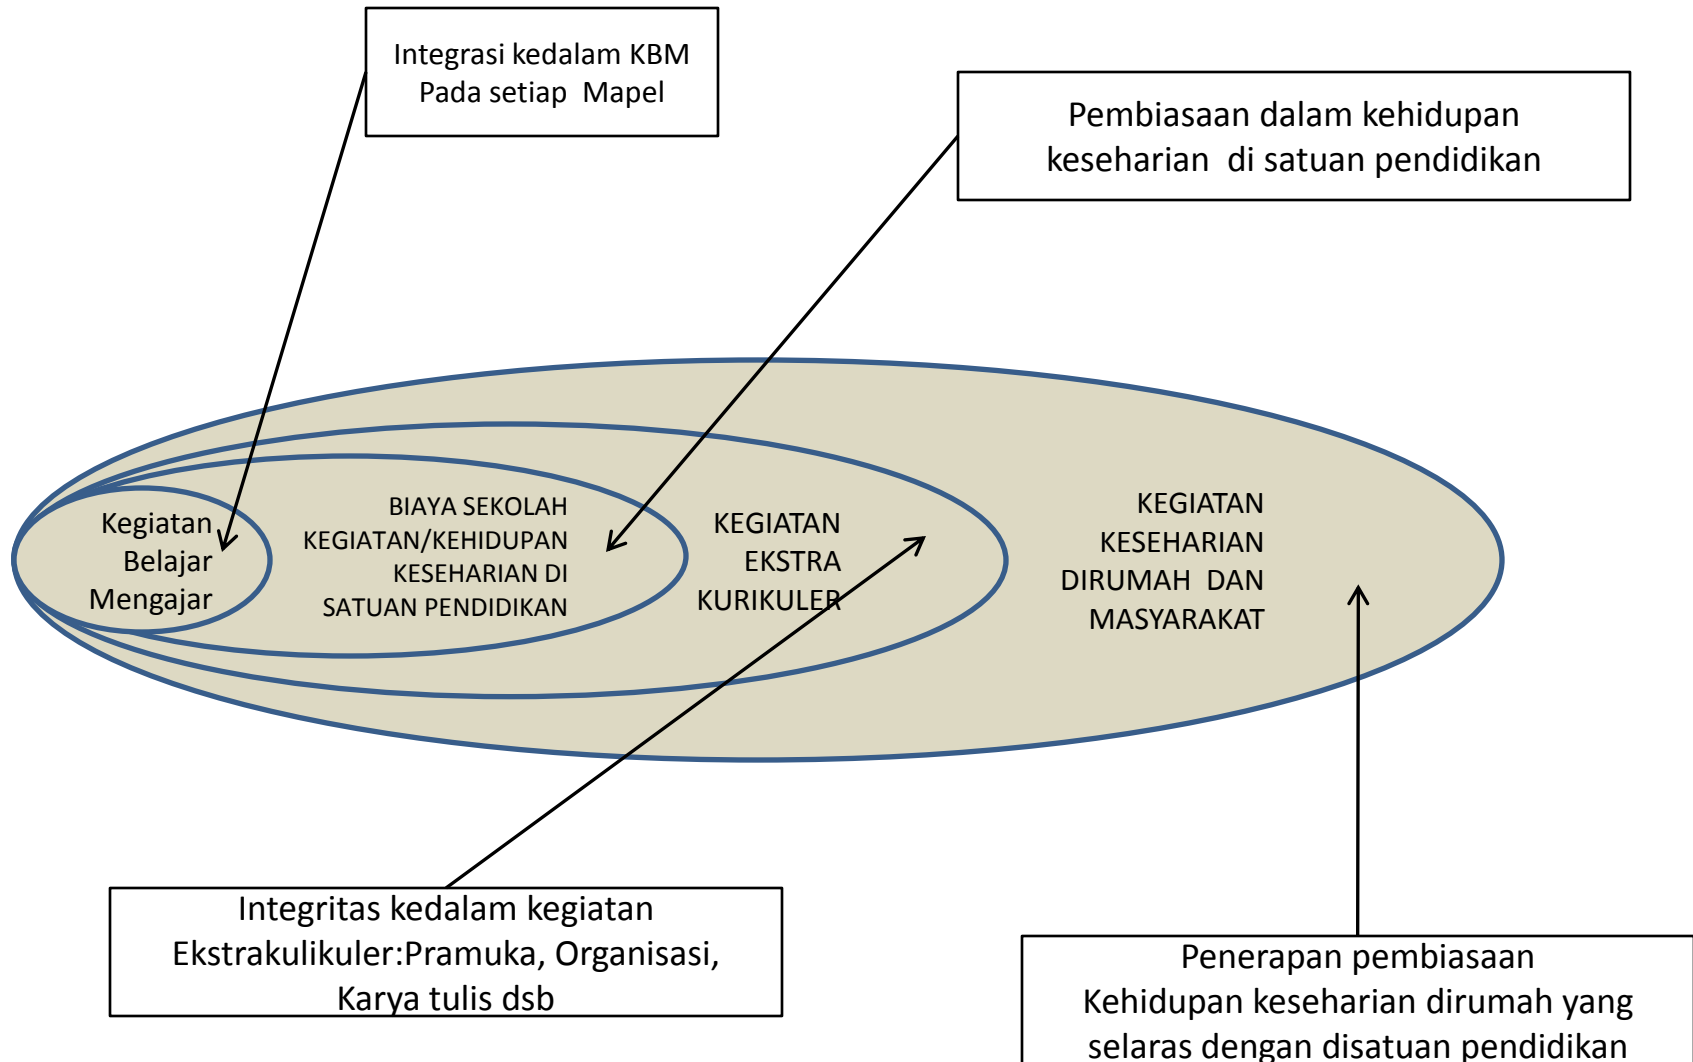 Integrasi kedalam KBM
Pada setiap Mapel
Pembiasaan dalam kehidupan
keseharian di satuan pendidikan
Kegiatan
Belajar
Mengajar
BIAYA SEKOLAH
KEGIATAN/KEHIDUPAN
KESEHARIAN DI
SATUAN PENDIDIKAN
KEGIATAN
EKSTRA
KURIKULER
KEGIATAN
KESEHARIAN
DIRUMAH DAN
MASYARAKAT
Integritas kedalam kegiatan
Ekstrakulikuler:Pramuka, Organisasi,
Karya tulis dsb
Penerapan pembiasaan
Kehidupan keseharian dirumah yang
selaras dengan disatuan pendidikan